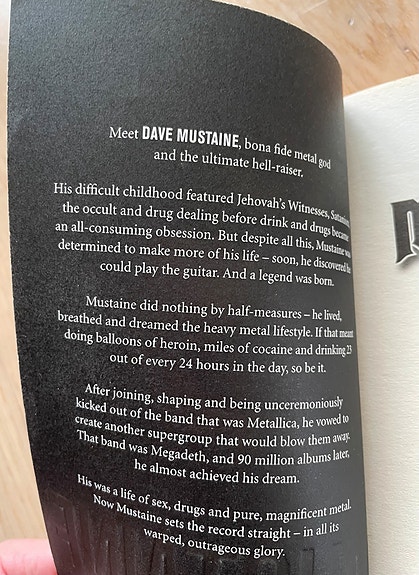 Meet DAVE MUSTAINE, bona fide metal god
and the ultimate hell-raiser.
His difficult childhood featured Jehovah's Witnesses, Satanism,
the occult and drug dealing before drink and drugs became
an all-consuming obsession. But despite all this, Mustaine was
determined to make more of his life – soon, he discovered he
could play the guitar. And a legend was born.
Mustaine did nothing by half-measures – he lived,
breathed and dreamed the heavy metal lifestyle. If that meant
doing balloons of heroin, miles of cocaine and drinking 23
out of every 24 hours in the day, so be it.
After joining, shaping and being unceremoniously
kicked out of the band that was Metallica, he vowed to
create another supergroup that would blow them away.
That band was Megadeth, and 90 million albums later,
he almost achieved his dream.
His was a life of sex, drugs and pure, magnificent metal.
Now Mustaine sets the record straight – in all its
warped, outrageous glory.